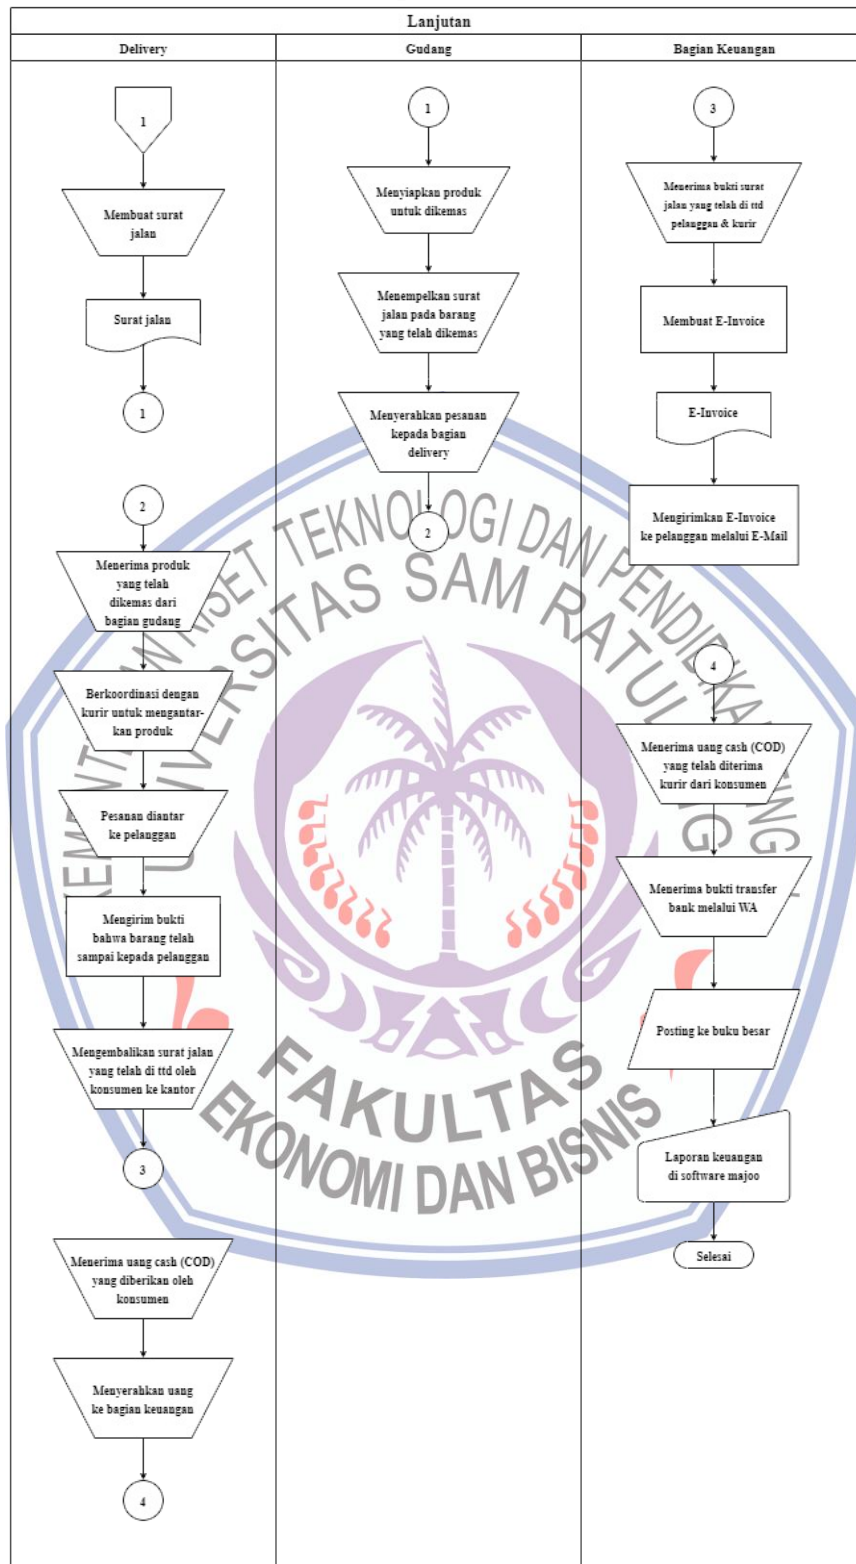 Lanjutan
Delivery
Gudang
Bagian Keuangan
1
Membuat surat
jalan
Surat jalan
1
2
Menerima produk
yang telah
dikemas dari
bagian gudang
Berkoordinasi dengan
kurir untuk mengantar-
kan produk
Pesanan diantar
ke pelanggan
Mengirim bukti
bahwa barang telah
sampai kepada pelanggan
Mengembalikan surat jalan
yang telah di ttd oleh
konsumen ke kantor
3
Menerima uang cash (COD)
yang diberikan oleh
konsumen
Menyerahkan uang
ke bagian keuangan
4
1
Menyiapkan produk
untuk dikemas
Menempelkan surat
jalan pada barang
yang telah dikemas
Menyerahkan pesanan
kepada bagian
delivery
2
3
Menerima bukti surat
jalan yang telah di ttd
pelanggan & kurir
Membuat E-Invoice
E-Invoice
Mengirimkan E-Invoice
ke pelanggan melalui E-Mail
4
Menerima uang cash (COD)
yang telah diterima
kurir dari konsumen
Menerima bukti transfer
bank melalui WA
Posting ke buku besar
Laporan keuangan
di software majoo
Selesai
RISET TEKNOLOGI DAN
UNIVERSITAS SAM
FAKULTAS
EKONOMI DAN BISNIS